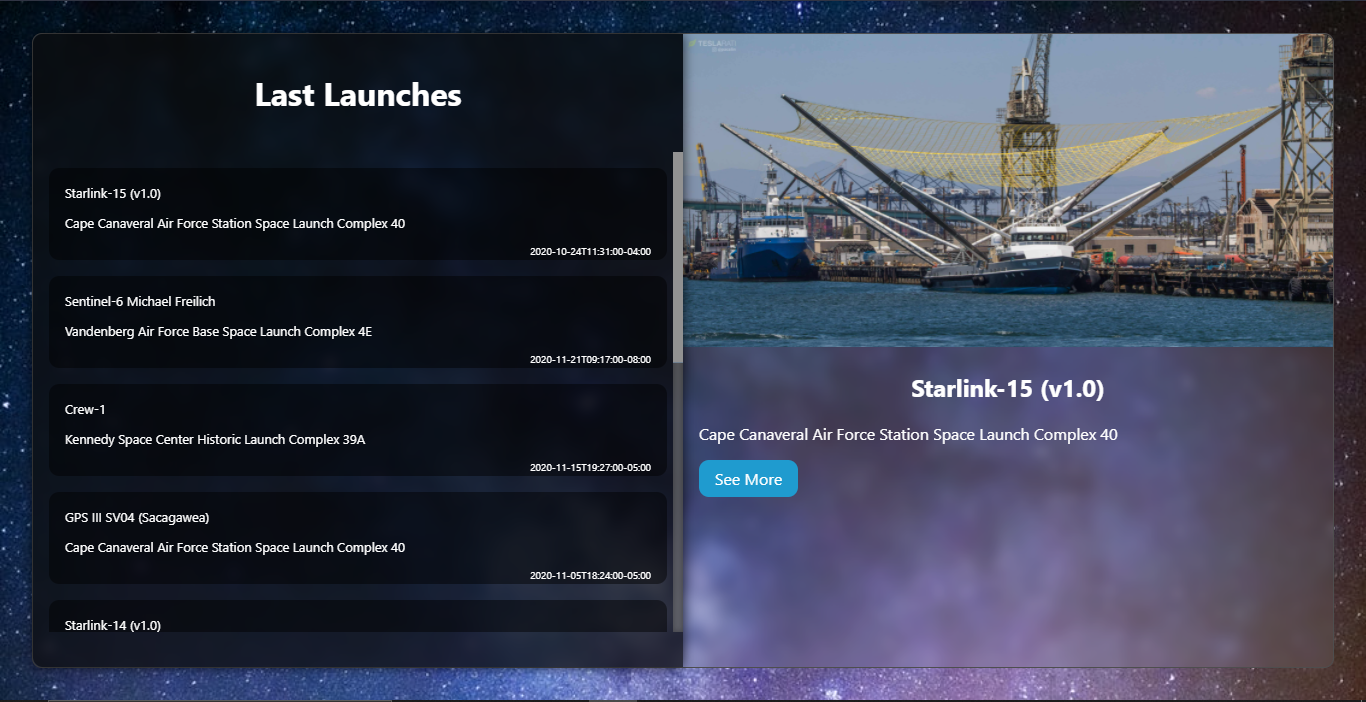 Last Launches
Starlink-15 (v1.0)
Cape Canaveral Air Force Station Space Launch Complex 40
2020-10-24T11:31:00-04:00
Sentinel-6 Michael Freilich
Vandenberg Air Force Base Space Launch Complex 4E
2020-11-21T09:17:00-08:00
Crew-1
Kennedy Space Center Historic Launch Complex 39A
2020-11-15T19:27:00-05:00
GPS III SV04 (Sacagawea)
Cape Canaveral Air Force Station Space Launch Complex 40
2020-11-05T18:24:00-05:00
Starlink-14 (v1.0)
Starlink-15 (v1.0)
Cape Canaveral Air Force Station Space Launch Complex 40
See More